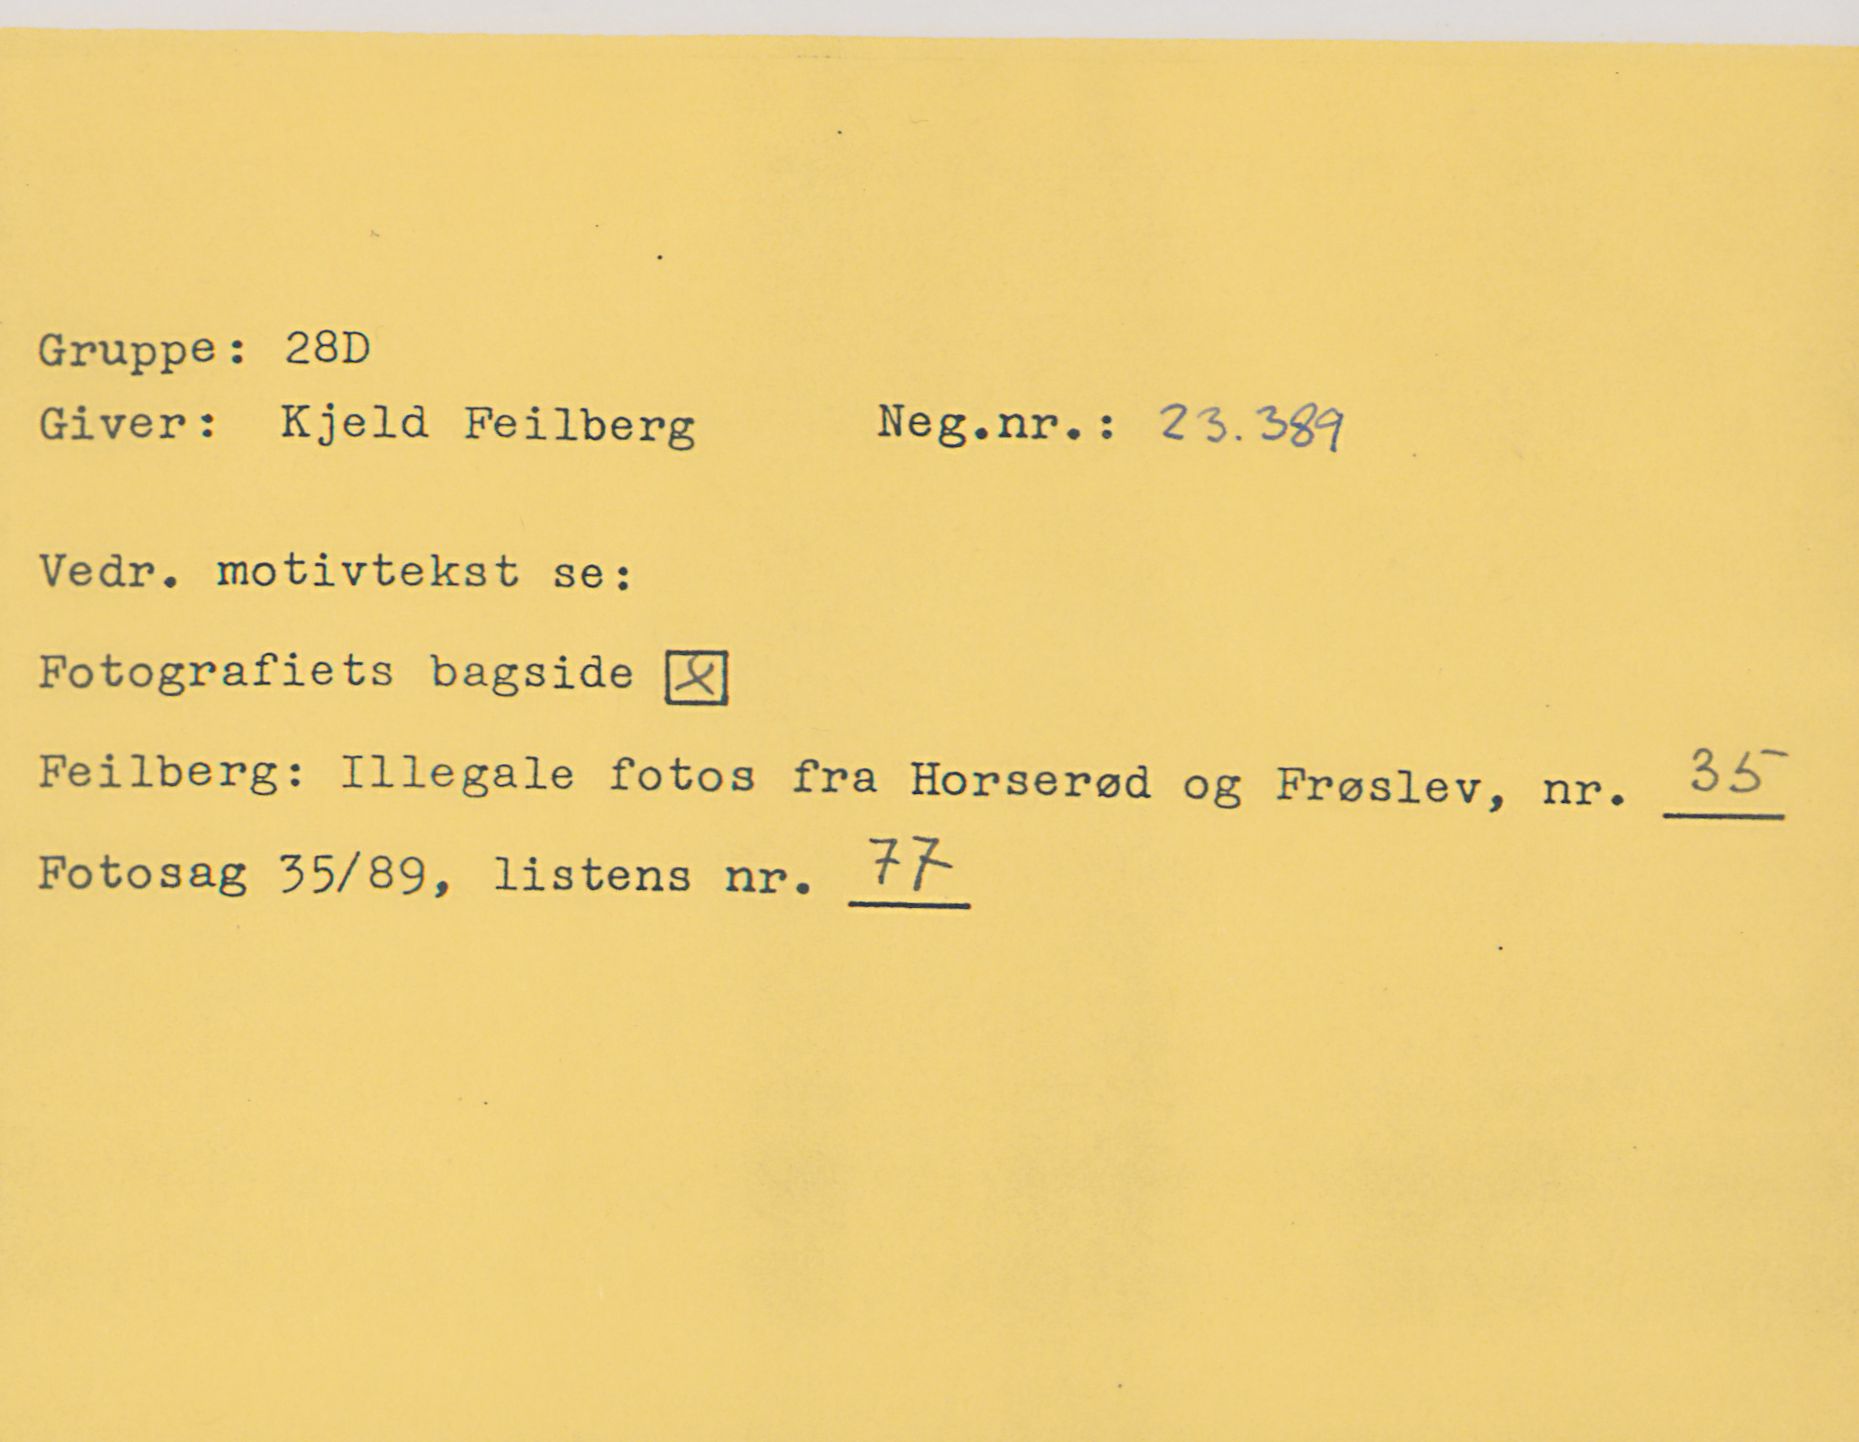 Gruppe: 28D
Giver: Kjeld Feilberg Neg.nr.: 23.389
Vedr. motivtekst se:
Fotografiets bagside ☒
Feilberg: Illegale fotos fra Horserød og Frøslev, nr. 35
Fotosag 35/89, listens nr. 77